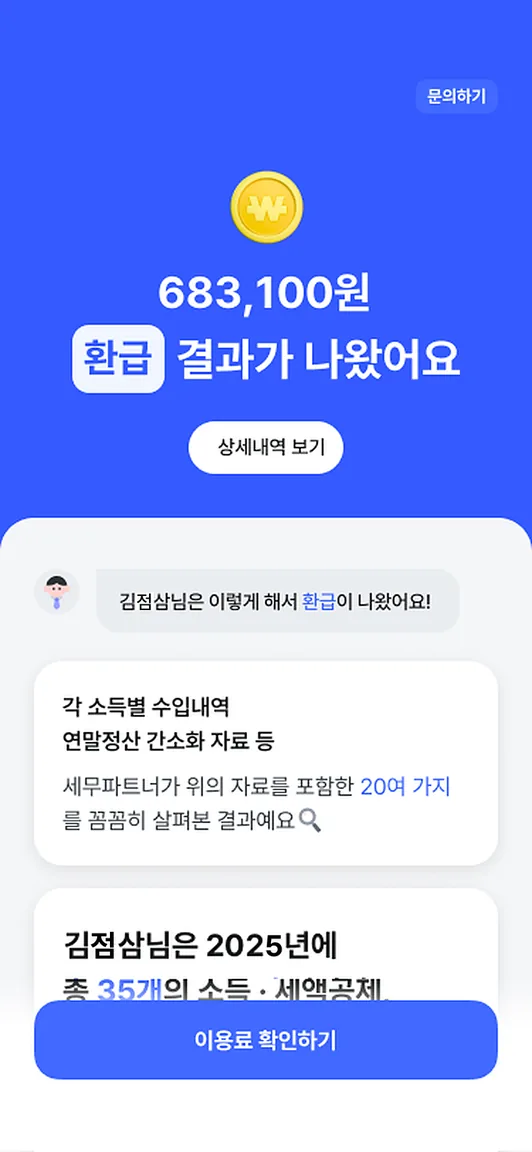 문의하기
683,100원
환급 결과가 나왔어요
상세내역 보기
김점삼님은 이렇게 해서 환급이 나왔어요!
각 소득별 수입내역
연말정산 간소화 자료 등
세무파트너가 위의 자료를 포함한 20여 가지
를 꼼꼼히 살펴본 결과예요
김점삼님은 2025년에
총 35개의 소득 · 세액공제,
이용료 확인하기